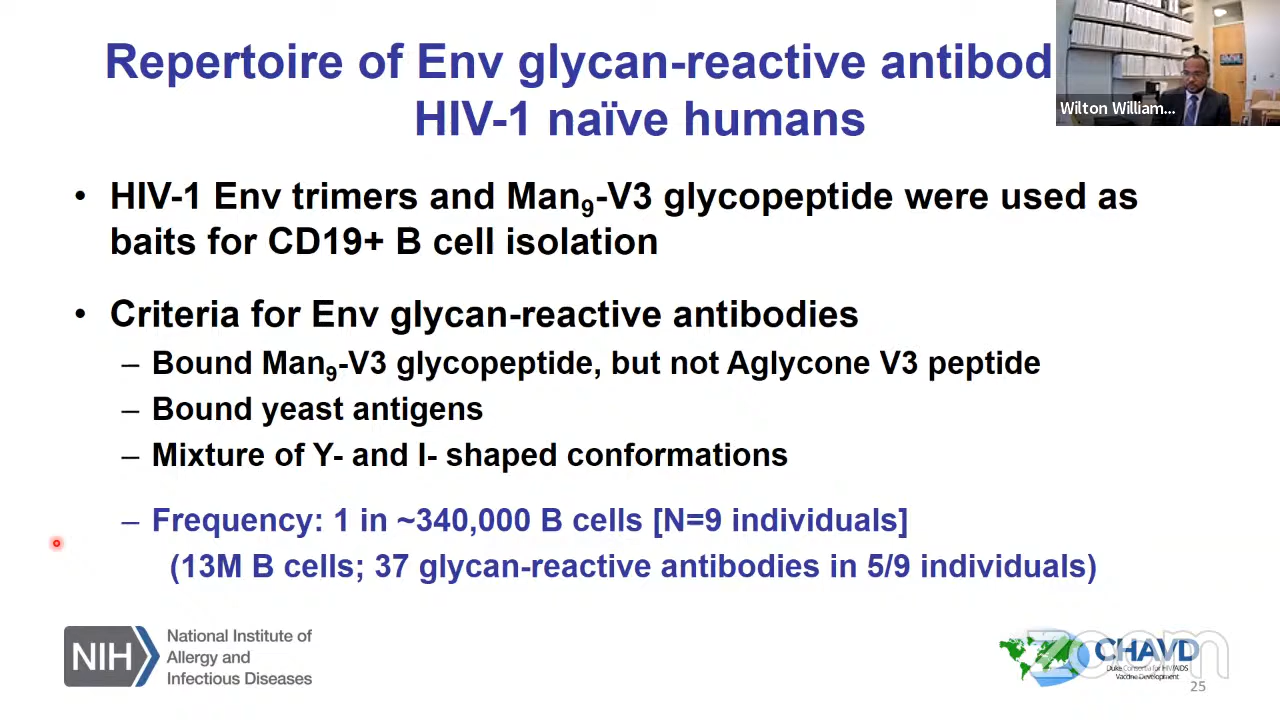 Repertoire of Env glycan-reactive antibod
HIV-1 naïve humans
Wilton William...
• HIV-1 Env trimers and Man₉-V3 glycopeptide were used as
baits for CD19+ B cell isolation
• Criteria for Env glycan-reactive antibodies
– Bound Man₉-V3 glycopeptide, but not Aglycone V3 peptide
– Bound yeast antigens
– Mixture of Y- and I- shaped conformations
– Frequency: 1 in ~340,000 B cells [N=9 individuals]
(13M B cells; 37 glycan-reactive antibodies in 5/9 individuals)
NIH
National Institute of
Allergy and
Infectious Diseases
CHAVD
Duke Consortia for HIV/AIDS
Vaccine Development
zoom
25